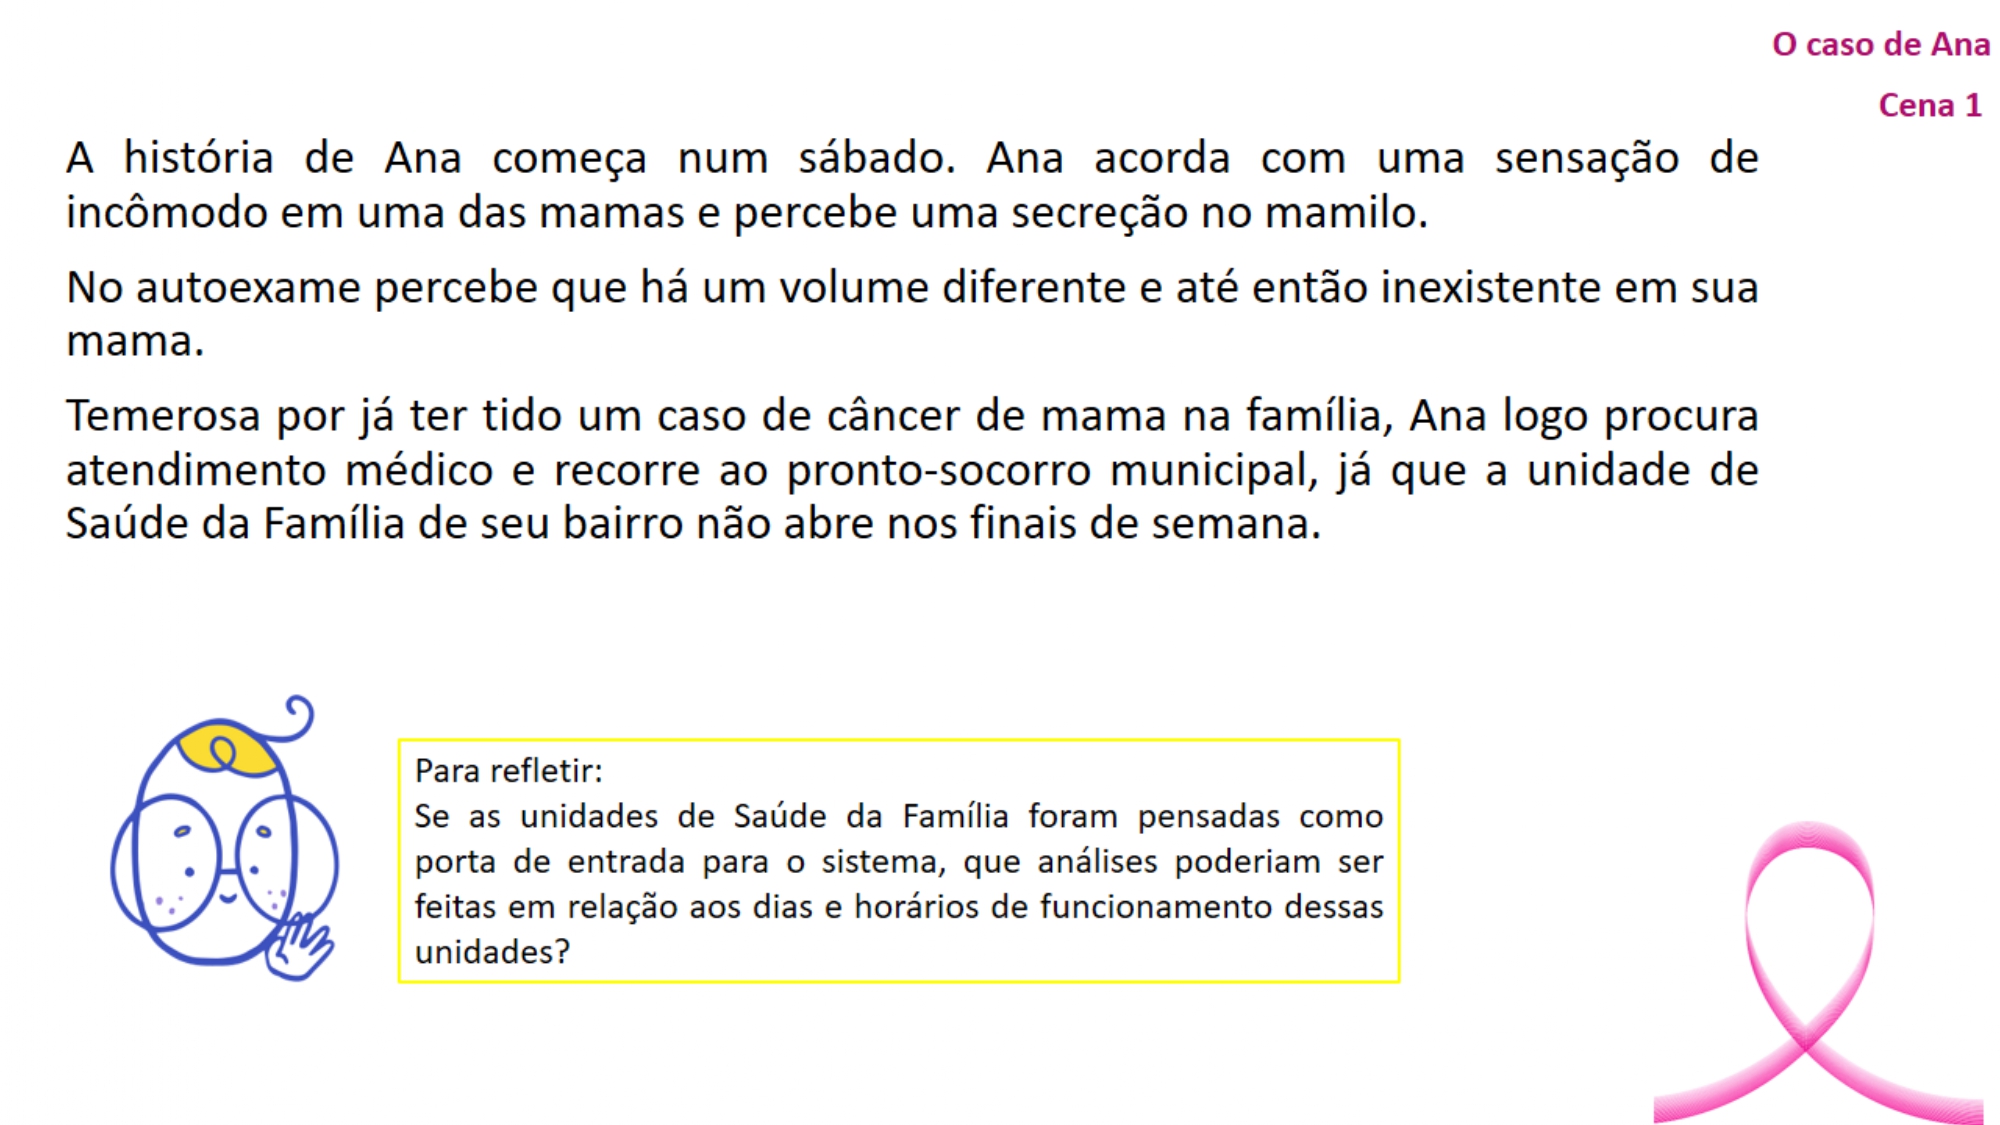 O caso de Ana
Cena 1
A história de Ana começa num sábado. Ana acorda com uma sensação de
incômodo em uma das mamas e percebe uma secreção no mamilo.
No autoexame percebe que há um volume diferente e até então inexistente em sua
mama.
Temerosa por já ter tido um caso de câncer de mama na família, Ana logo procura
atendimento médico e recorre ao pronto-socorro municipal, já que a unidade de
Saúde da Família de seu bairro não abre nos finais de semana.
Para refletir:
Se as unidades de Saúde da Família foram pensadas como
porta de entrada para o sistema, que análises poderiam ser
feitas em relação aos dias e horários de funcionamento dessas
unidades?